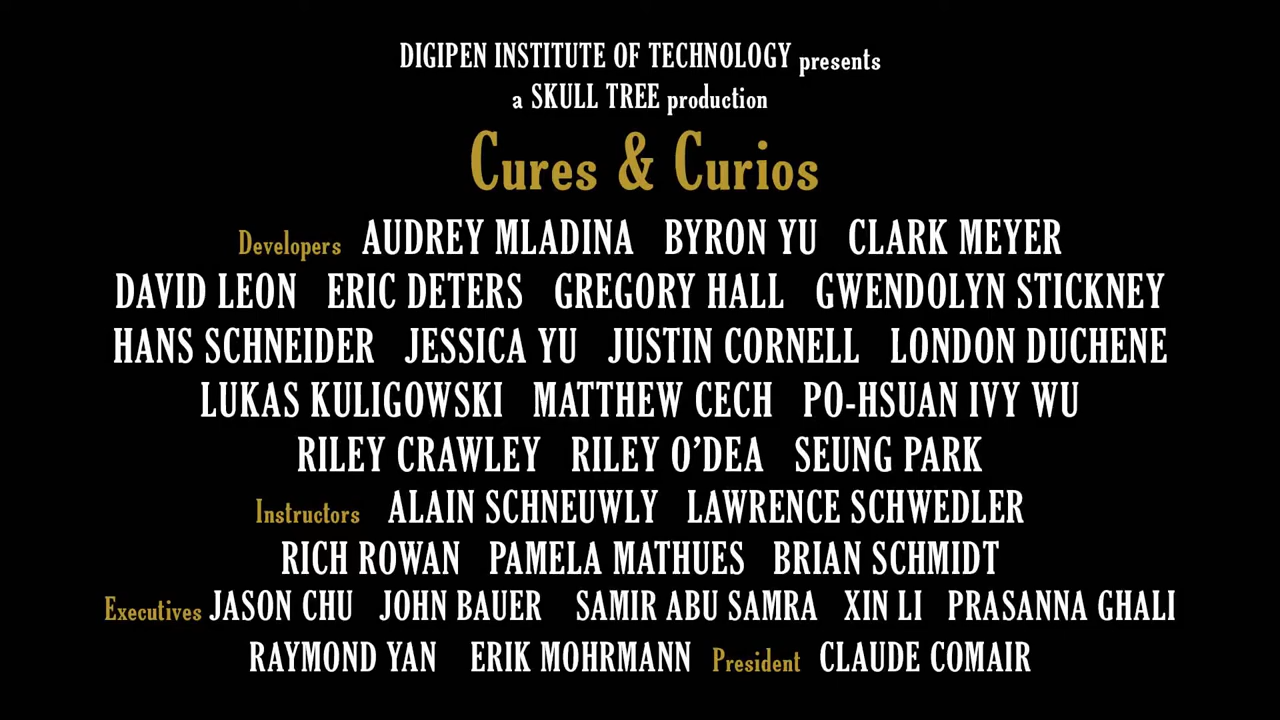 DIGIPEN INSTITUTE OF TECHNOLOGY presents
a SKULL TREE production
Cures & Curios
Developers AUDREY MLADINA BYRON YU CLARK MEYER
DAVID LEON ERIC DETERS GREGORY HALL GWENDOLYN STICKNEY
HANS SCHNEIDER JESSICA YU JUSTIN CORNELL LONDON DUCHENE
LUKAS KULIGOWSKI MATTHEW CECH PO-HSUAN IVY WU
RILEY CRAWLEY RILEY O’DEA SEUNG PARK
Instructors ALAIN SCHNEUWLY LAWRENCE SCHWEDLER
RICH ROWAN PAMELA MATHUES BRIAN SCHMIDT
Executives JASON CHU JOHN BAUER SAMIR ABU SAMRA XIN LI PRASANNA GHALI
RAYMOND YAN ERIK MOHRMANN President CLAUDE COMAIR